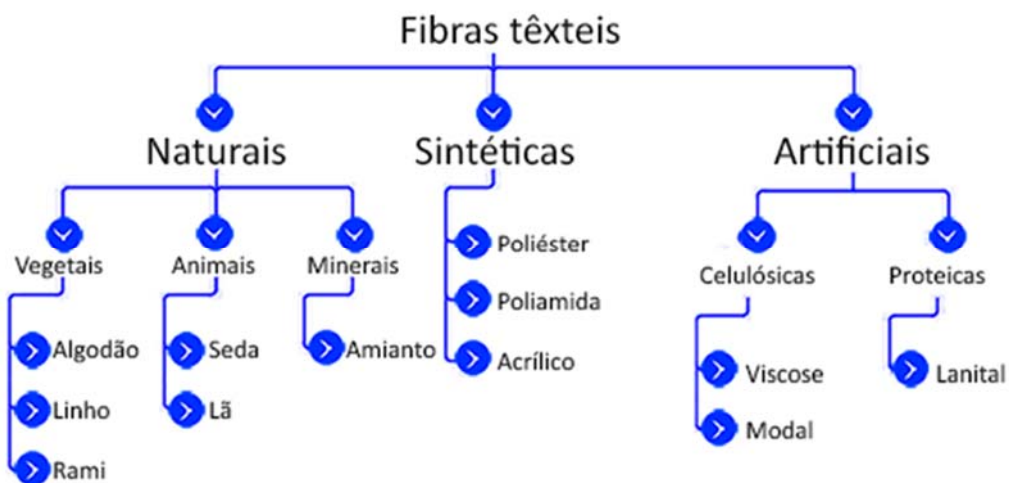 Fibras têxteis
Naturais
Sintéticas
Artificiais
Vegetais
Animais
Minerais
Celulósicas
Proteicas
Algodão
Linho
Rami
Seda
Lã
Amianto
Poliéster
Poliamida
Acrílico
Viscose
Modal
Lanital